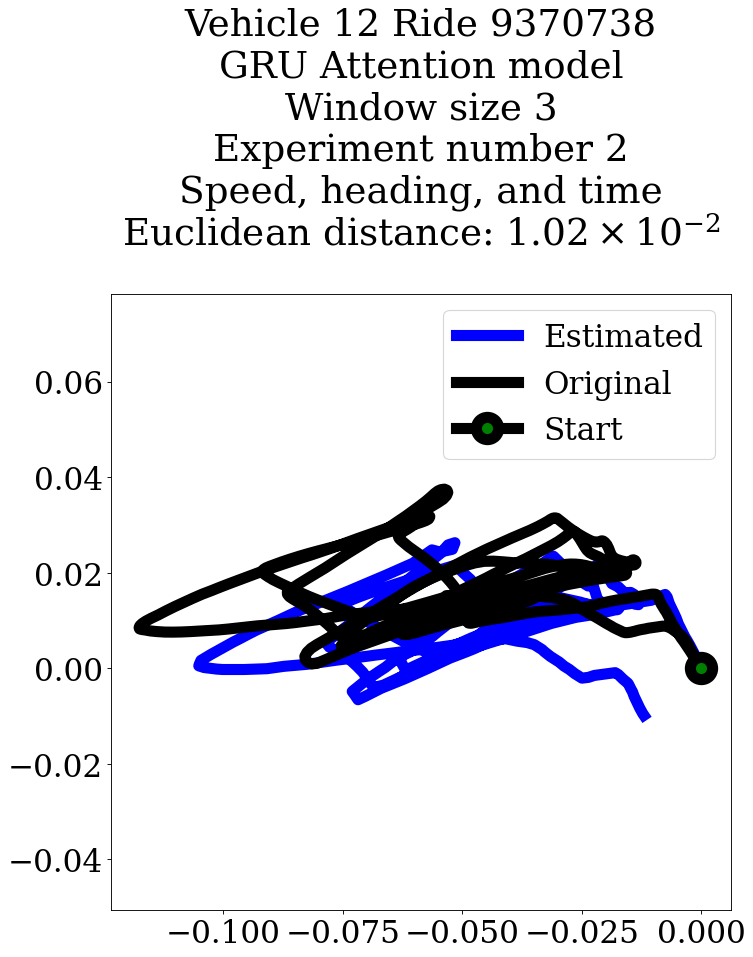 Vehicle 12 Ride 9370738
GRU Attention model
Window size 3
Experiment number 2
Speed, heading, and time
Euclidean distance: 1.02 × 10⁻²
Estimated
Original
Start
0.06
0.04
0.02
0.00
−0.02
−0.04
−0.100
−0.075
−0.050
−0.025
0.000